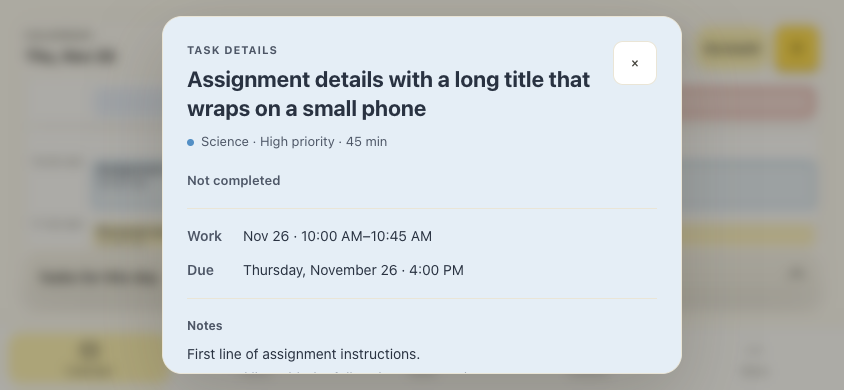 TASK DETAILS
Assignment details with a long title that
wraps on a small phone
×
Science · High priority · 45 min
Not completed
Work Nov 26 · 10:00 AM–10:45 AM
Due Thursday, November 26 · 4:00 PM
Notes
First line of assignment instructions.